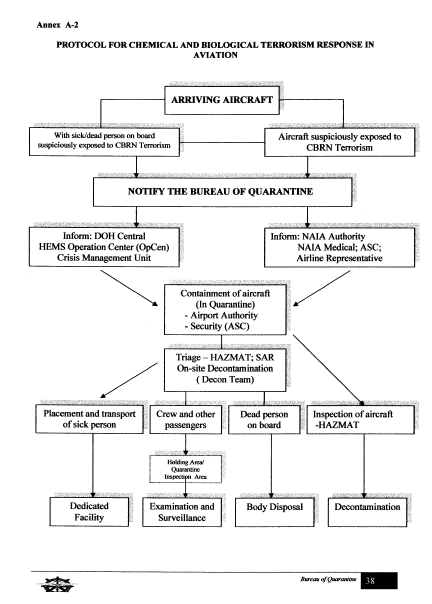 Annex A-2
PROTOCOL FOR CHEMICAL AND BIOLOGICAL TERRORISM RESPONSE IN
AVIATION
ARRIVING AIRCRAFT
With sick/dead person on board
suspiciously exposed to CBRN Terrorism
Aircraft suspiciously exposed to
CBRN Terrorism
NOTIFY THE BUREAU OF QUARANTINE
Inform: DOH Central
HEMS Operation Center (OpCen)
Crisis Management Unit
Inform: NAIA Authority
NAIA Medical; ASC;
Airline Representative
Containment of aircraft
(In Quarantine)
- Airport Authority
- Security (ASC)
Triage – HAZMAT; SAR
On-site Decontamination
( Decon Team)
Placement and transport
of sick person
Crew and other
passengers
Dead person
on board
Inspection of aircraft
-HAZMAT
Holding Area/
Quarantine
Inspection Area
Dedicated
Facility
Examination and
Surveillance
Body Disposal
Decontamination
Bureau of Quarantine
38